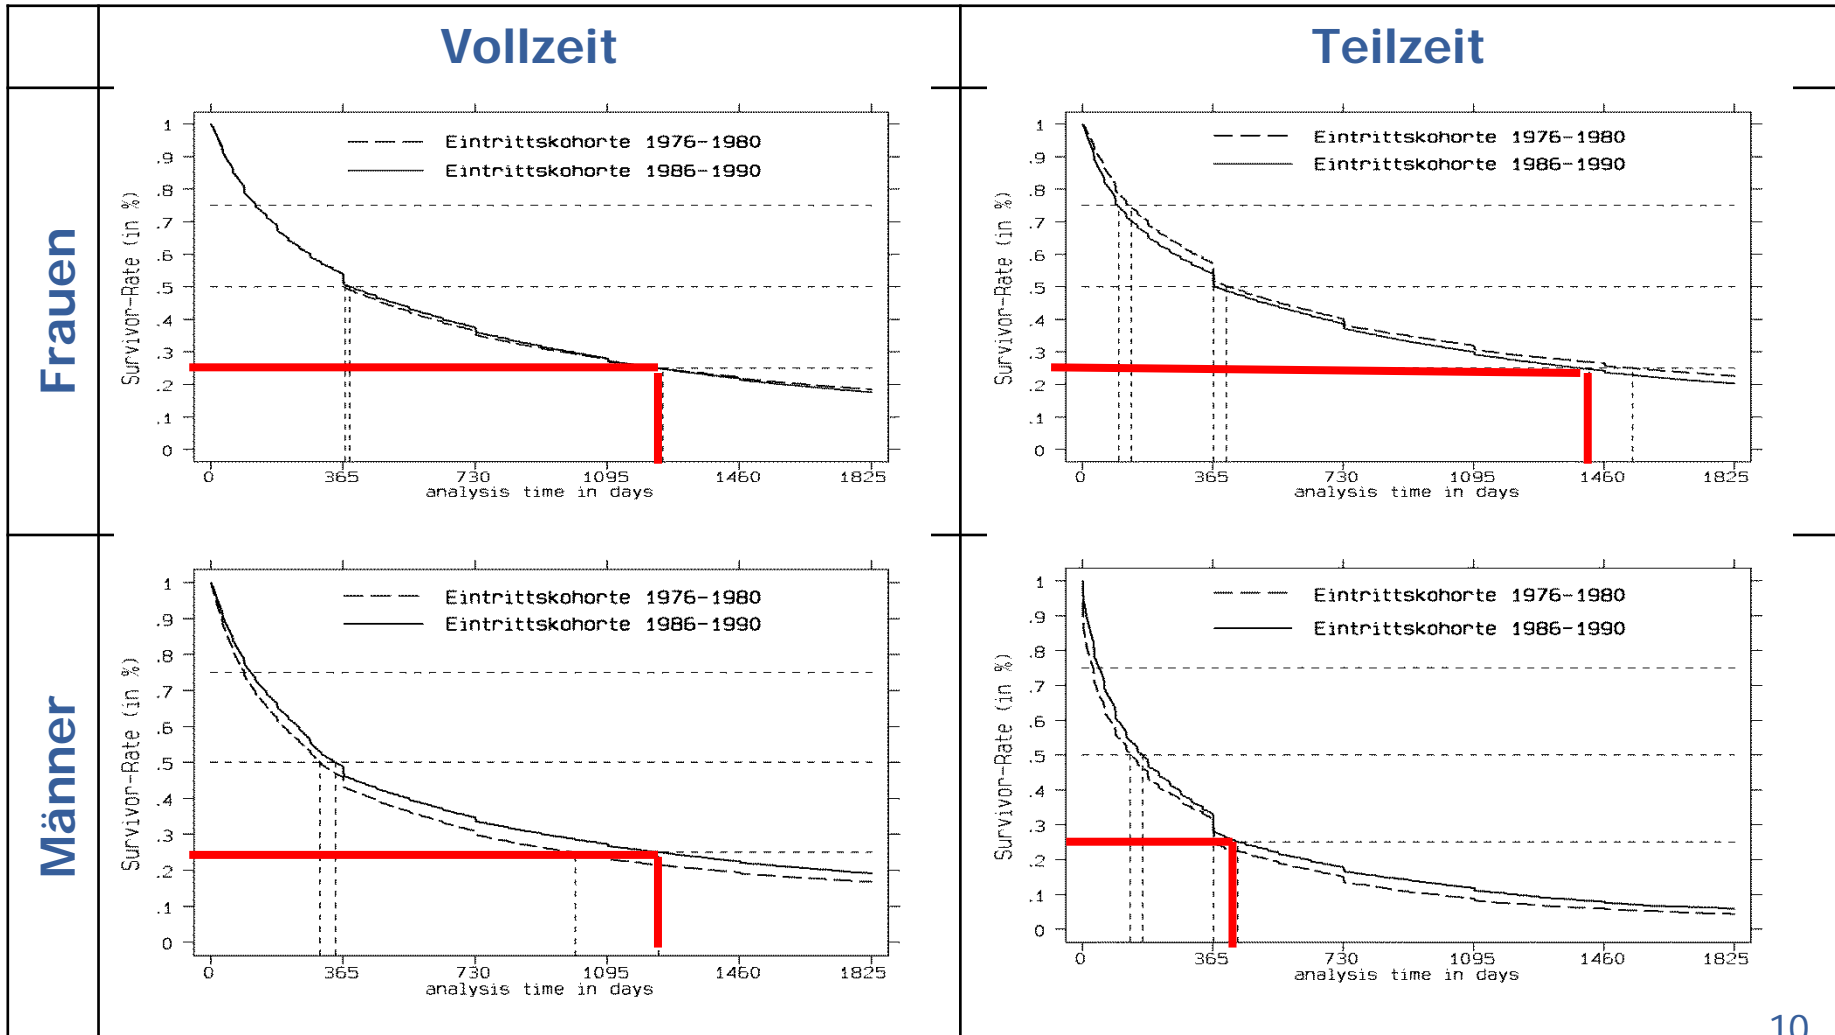 Vollzeit
Teilzeit
Frauen
Survivor-Rate (in %)
1
.9
.8
.7
.6
.5
.4
.3
.2
.1
0
Eintrittskohorte 1976-1980
Eintrittskohorte 1986-1990
0 365 730 1095 1460 1825
analysis time in days
Survivor-Rate (in %)
1
.9
.8
.7
.6
.5
.4
.3
.2
.1
0
Eintrittskohorte 1976-1980
Eintrittskohorte 1986-1990
0 365 730 1095 1460 1825
analysis time in days
Männer
Survivor-Rate (in %)
1
.9
.8
.7
.6
.5
.4
.3
.2
.1
0
Eintrittskohorte 1976-1980
Eintrittskohorte 1986-1990
0 365 730 1095 1460 1825
analysis time in days
Survivor-Rate (in %)
1
.9
.8
.7
.6
.5
.4
.3
.2
.1
0
Eintrittskohorte 1976-1980
Eintrittskohorte 1986-1990
0 365 730 1095 1460 1825
analysis time in days
10